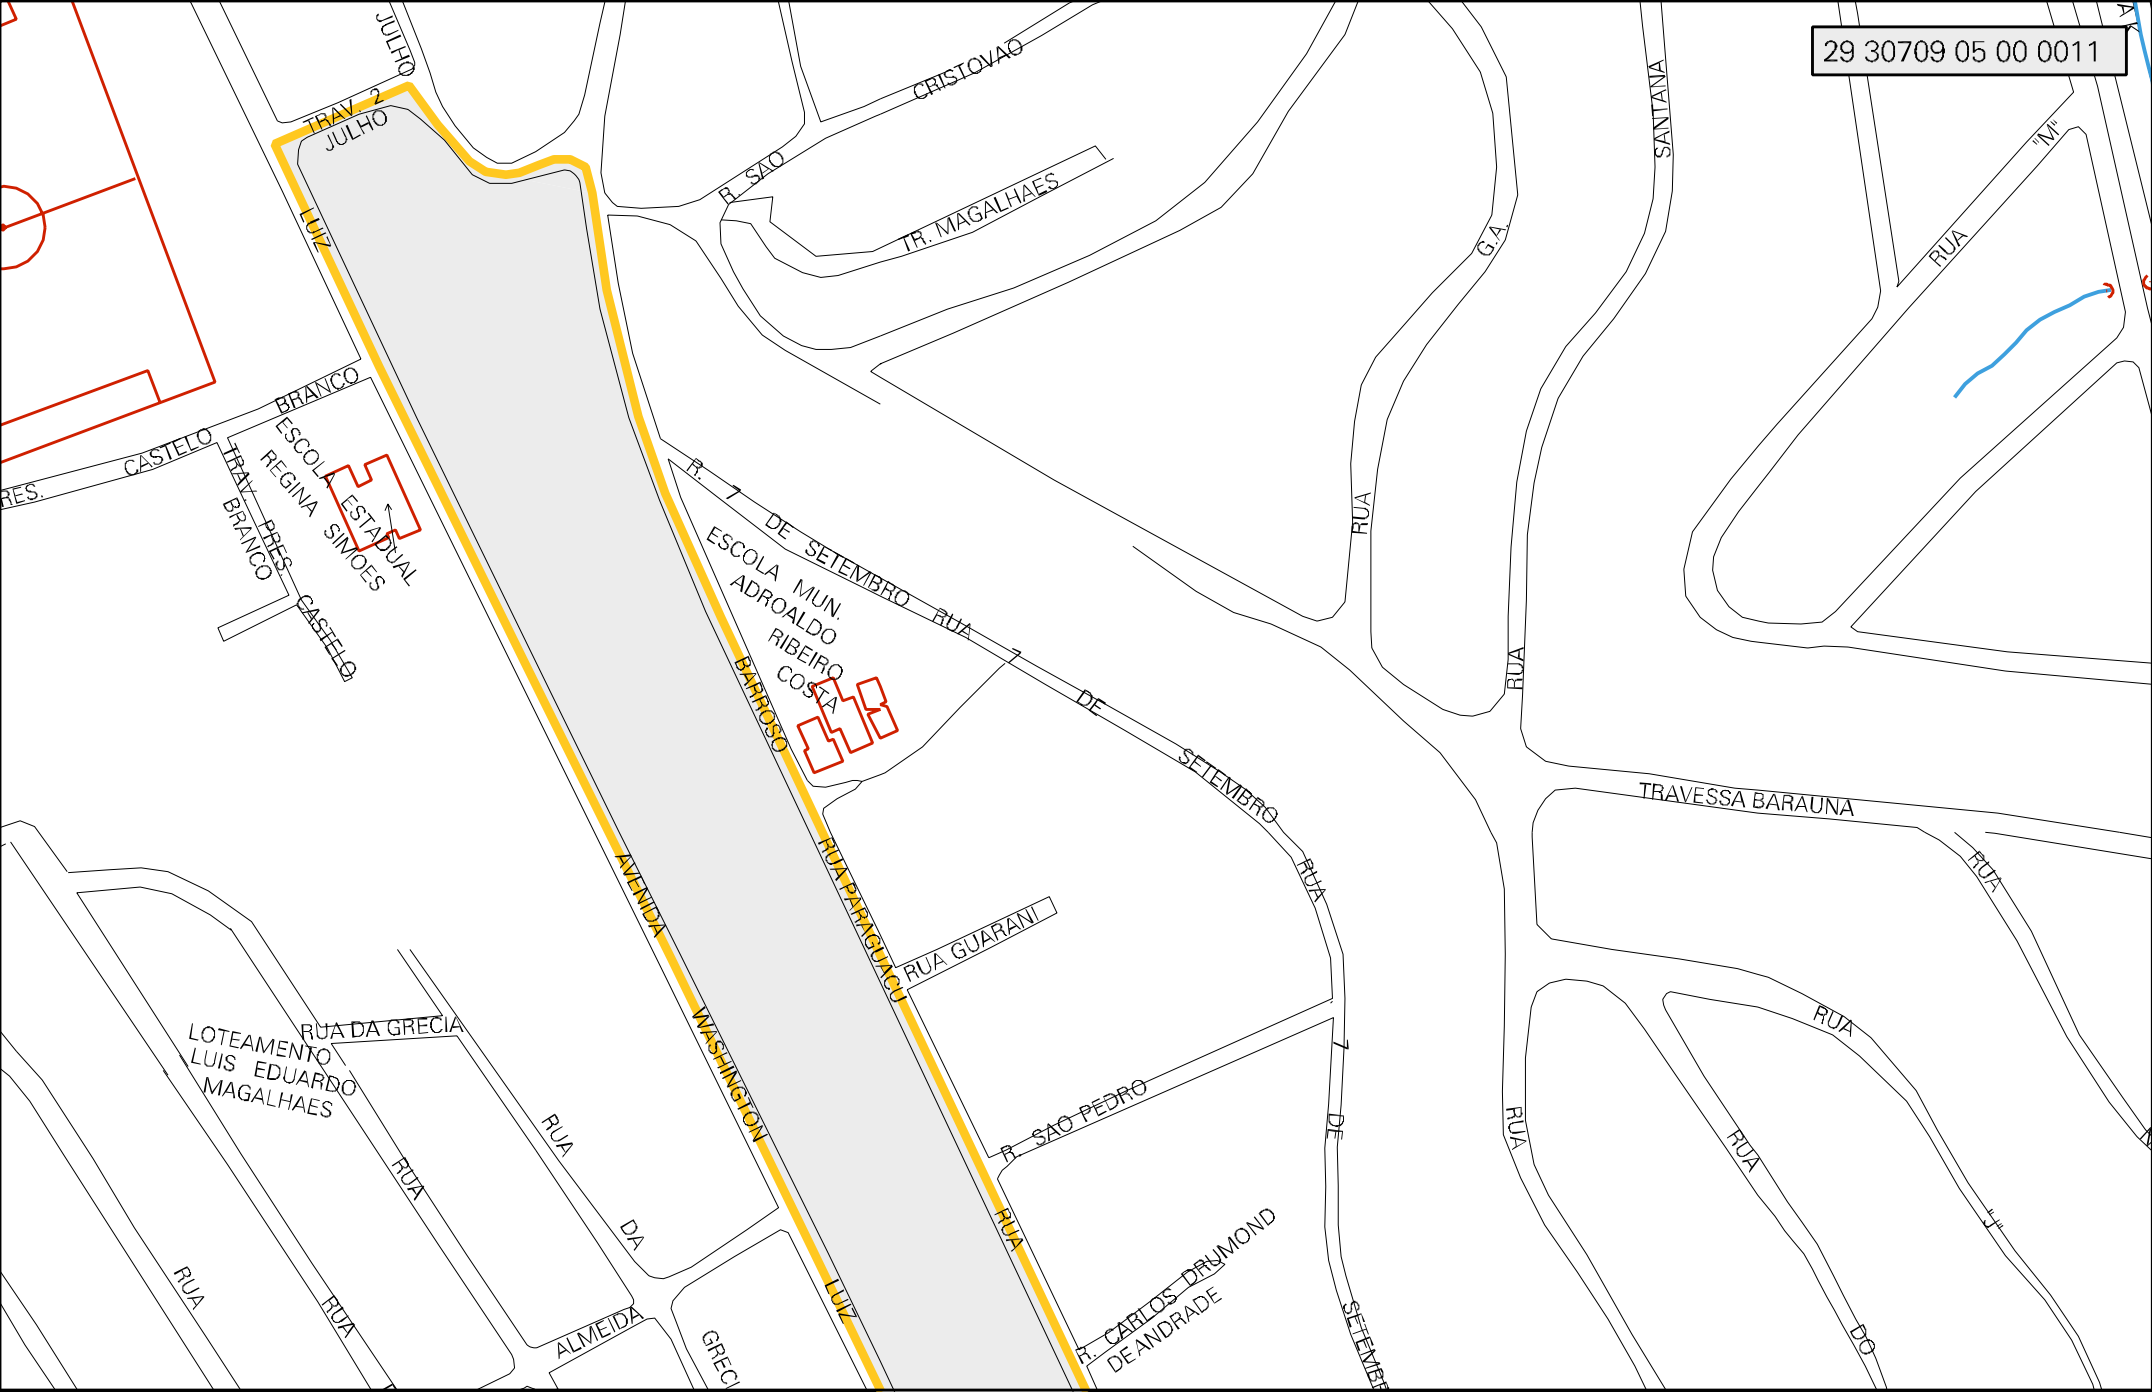 JULHO
29 30709 05 00 0011
TRAV. 2
JULHO
CRISTOVAO
R. SAO
TR. MAGALHAES
SANTANA
"M"
RUA
G.A.
LUIZ
BRANCO
CASTELO
RES.
TRAV.
PRES.
BRANCO
CASTELO
ESCOLA ESTADUAL
REGINA SIMOES
R. 7 DE SETEMBRO
RUA 7 DE SETEMBRO
ESCOLA MUN.
ADROALDO
RIBEIRO
COSTA
RUA
RUA
BARROSO
TRAVESSA BARAUNA
RUA
AVENIDA
RUA PARAGUACU
RUA GUARANI
RUA 7 DE SETEMB
WASHINGTON
RUA DA GRECIA
LOTEAMENTO
LUIS EDUARDO
MAGALHAES
R. SAO PEDRO
RUA
RUA
RUA
RUA DA
RUA
RUA
RUA
RUA
"J"
DO
LUIZ
ALMEIDA
R. CARLOS DRUMOND
DE ANDRADE